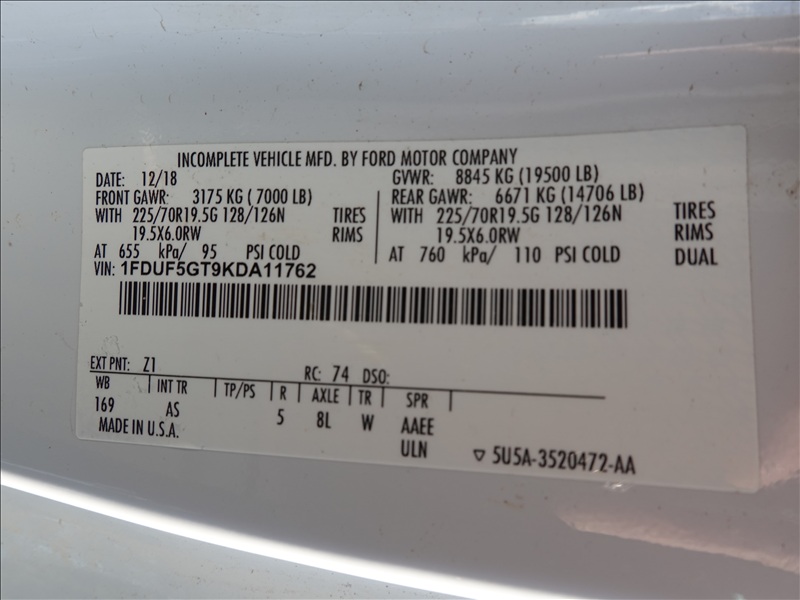 INCOMPLETE VEHICLE MFD. BY FORD MOTOR COMPANY
DATE: 12/18 GVWR: 8845 KG (19500 LB)
FRONT GAWR: 3175 KG ( 7000 LB) REAR GAWR: 6671 KG (14706 LB)
WITH 225/70R19.5G 128/126N TIRES WITH 225/70R19.5G 128/126N TIRES
19.5X6.0RW RIMS 19.5X6.0RW RIMS
AT 655 kPa/ 95 PSI COLD AT 760 kPa/ 110 PSI COLD DUAL
VIN: 1FDUF5GT9KDA11762
EXT PNT: Z1 RC: 74 DSO:
WB INT TR TP/PS R AXLE TR SPR
169 AS 5 8L W AAEE
MADE IN U.S.A. ULN ▽ 5U5A-3520472-AA